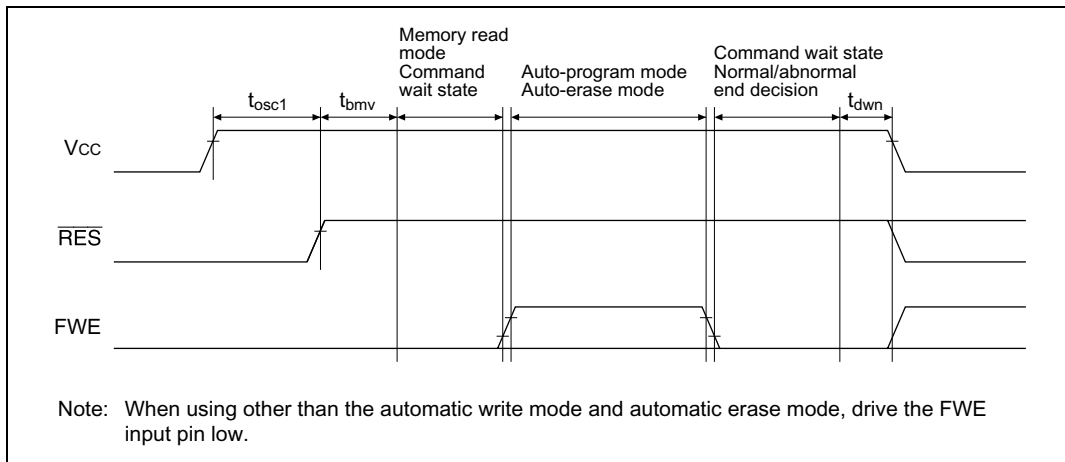 Memory read
mode
Command
wait state
Auto-program mode
Auto-erase mode
Command wait state
Normal/abnormal
end decision
tosc1
tbmv
tdwn
VCC
RES
FWE
Note: When using other than the automatic write mode and automatic erase mode, drive the FWE
input pin low.